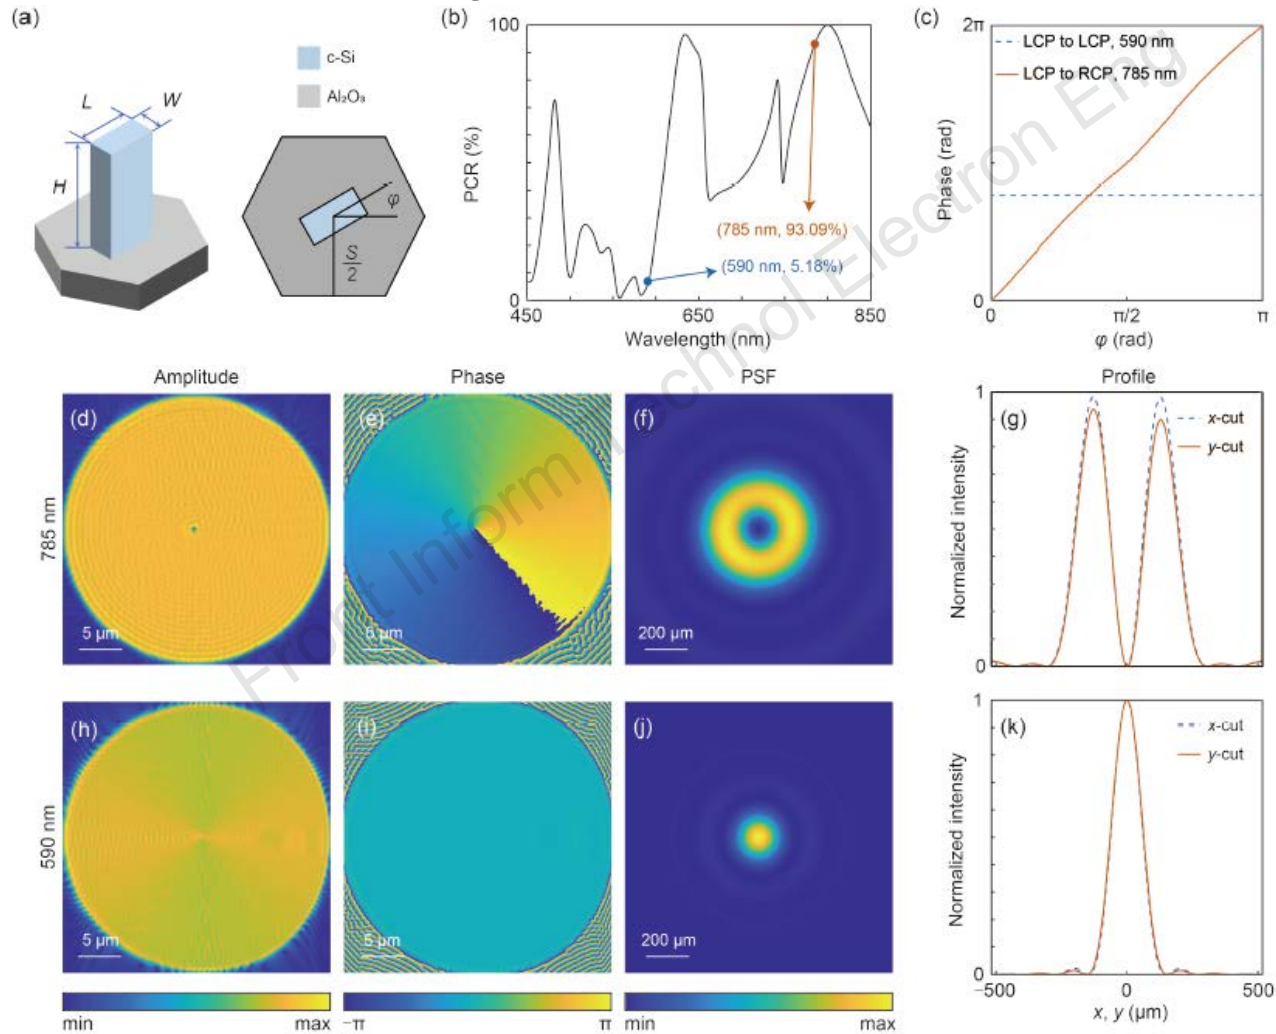 (a)
L
W
H
c-Si
Al₂O₃
φ
S
2
(b)
100
PCR (%)
0
450
650
850
Wavelength (nm)
(785 nm, 93.09%)
(590 nm, 5.18%)
(c)
2π
LCP to LCP, 590 nm
LCP to RCP, 785 nm
Phase (rad)
0
0
π/2
π
φ (rad)
Front Inform Technol Electron Eng
Amplitude
Phase
PSF
Profile
785 nm
(d)
5 μm
(e)
5 μm
(f)
200 μm
(g)
1
x-cut
y-cut
Normalized intensity
0
590 nm
(h)
5 μm
(i)
5 μm
(j)
200 μm
(k)
1
x-cut
y-cut
Normalized intensity
0
−500
0
500
x, y (μm)
min
max
−π
π
min
max